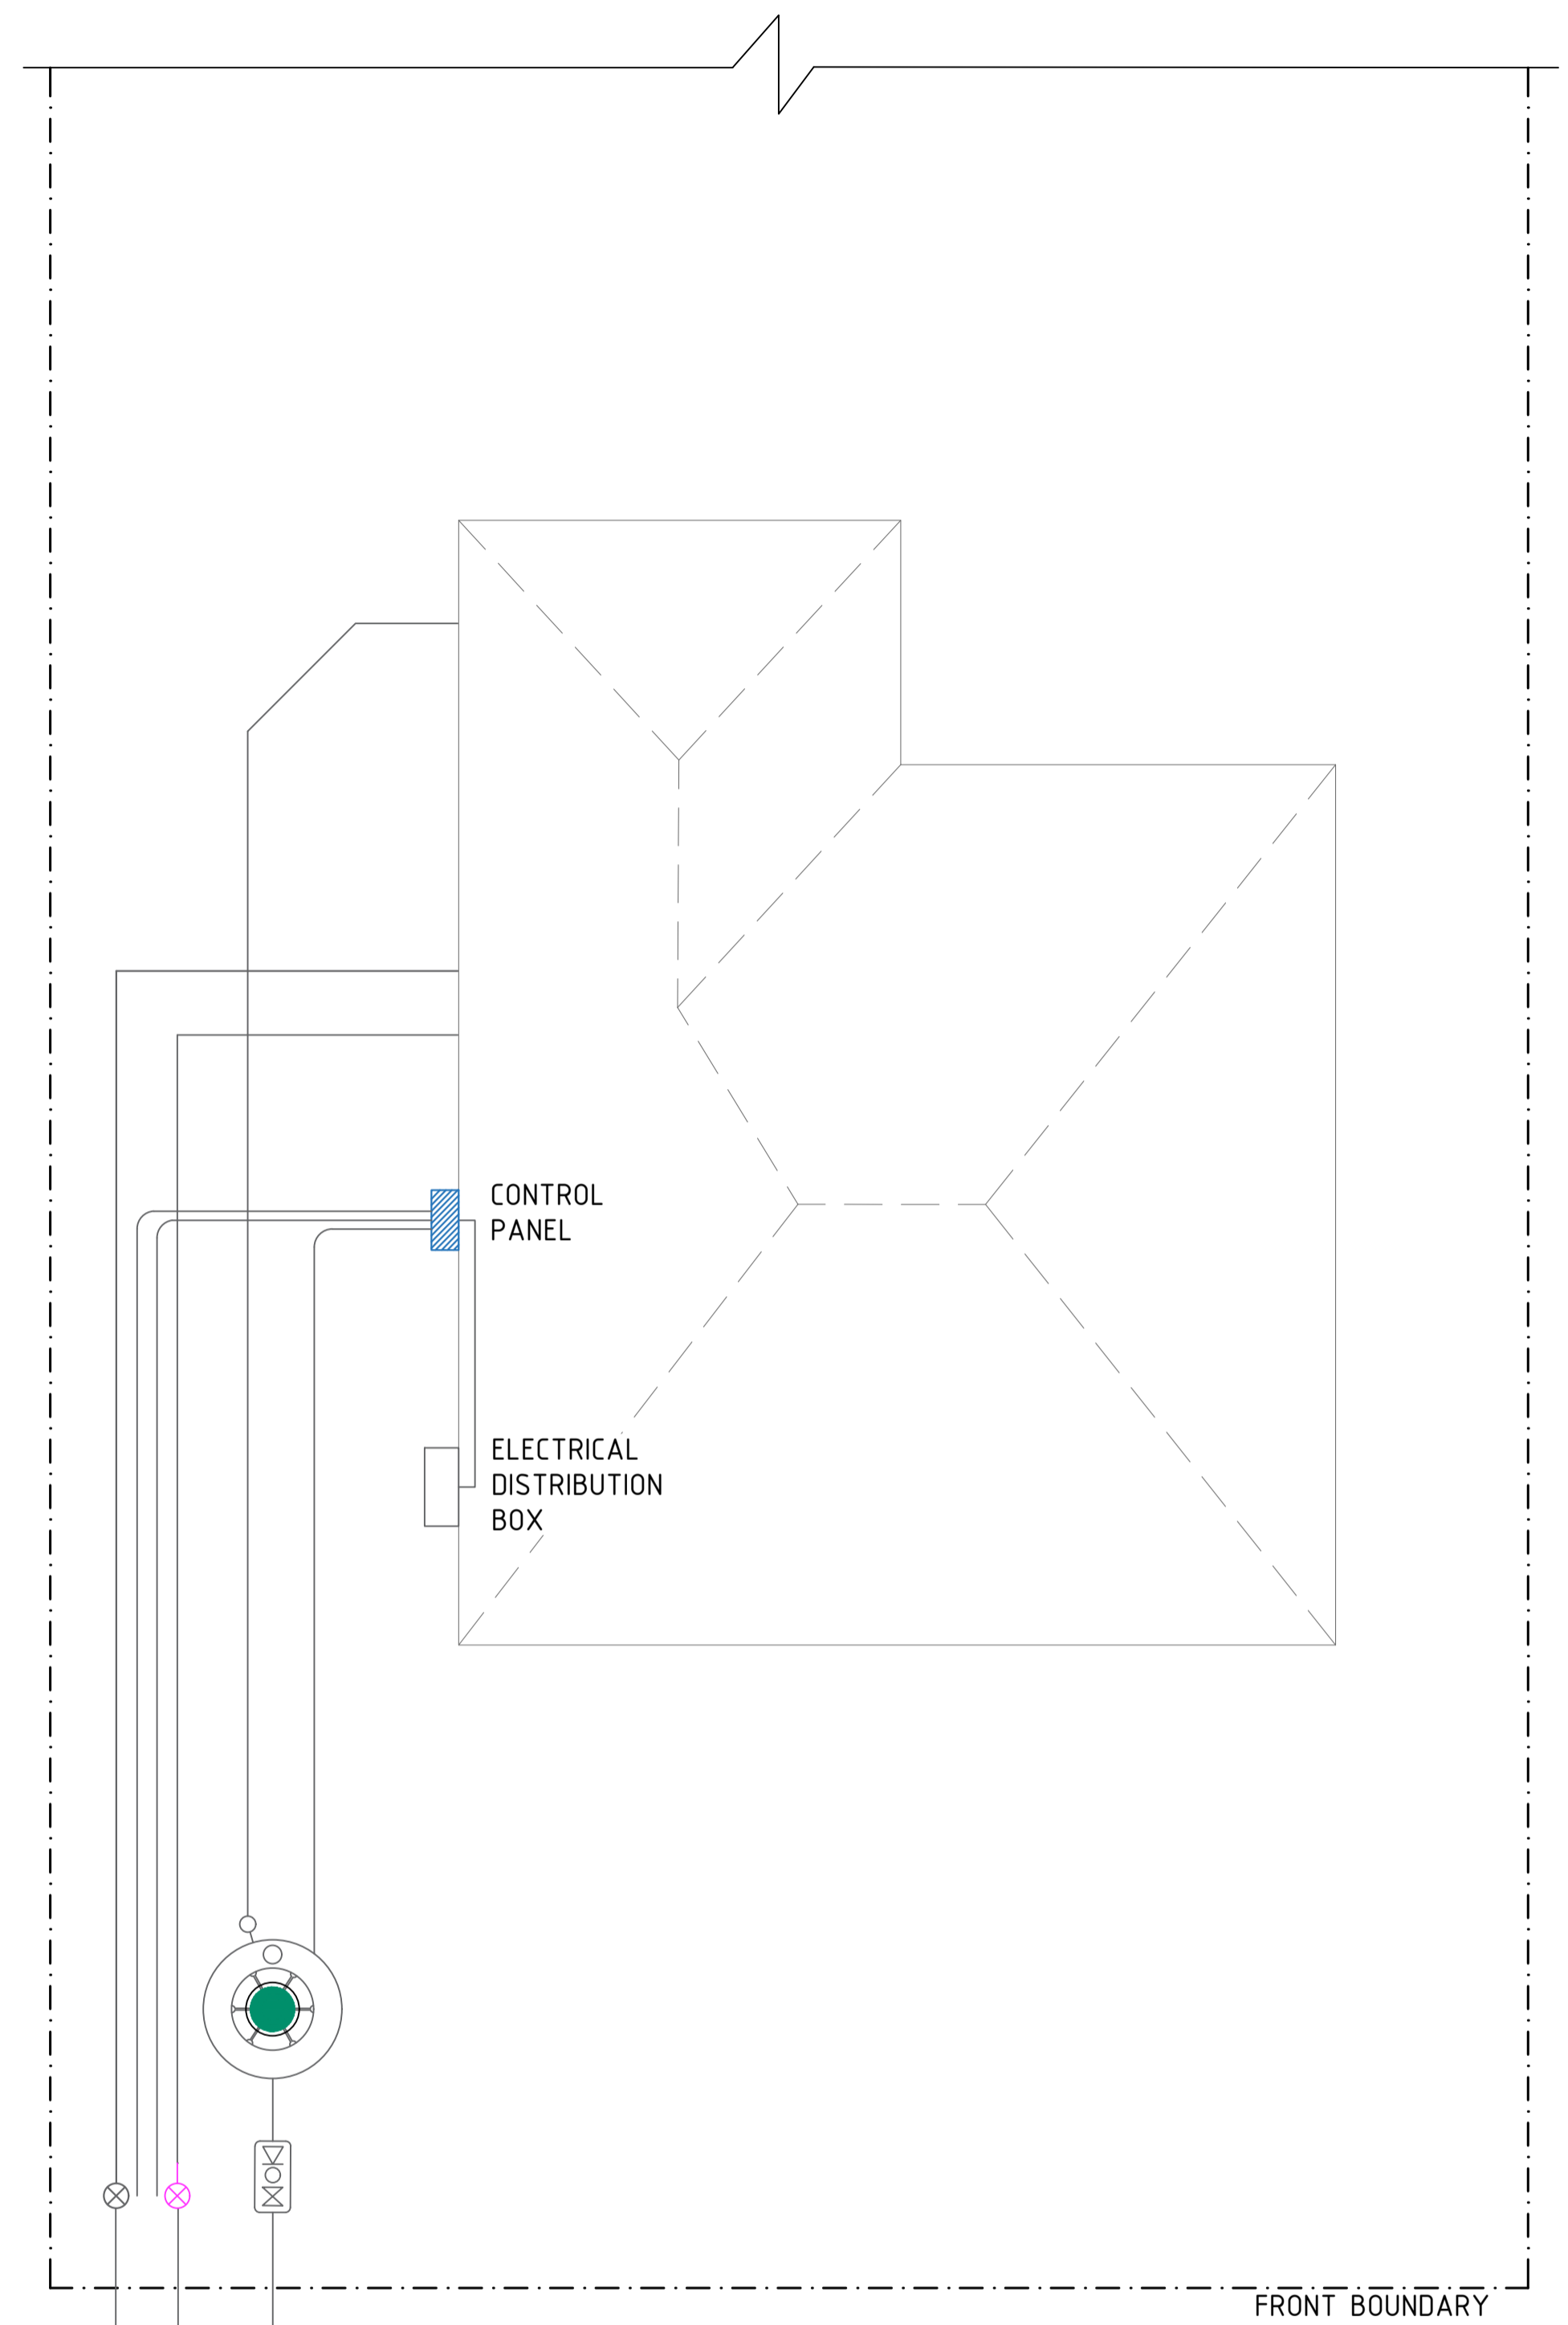 CONTROL
PANEL
ELECTRICAL
DISTRIBUTION
BOX
FRONT BOUNDARY